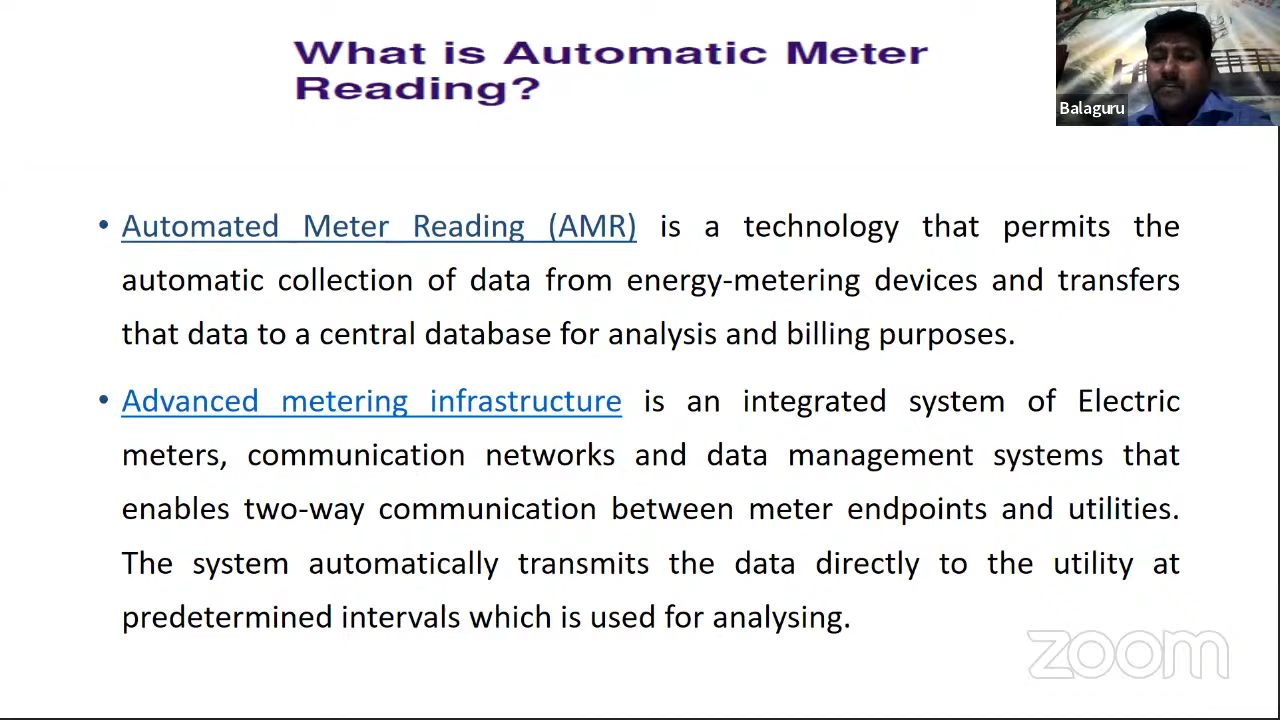 What is Automatic Meter
Reading?
Balaguru
• Automated Meter Reading (AMR) is a technology that permits the
automatic collection of data from energy-metering devices and transfers
that data to a central database for analysis and billing purposes.
• Advanced metering infrastructure is an integrated system of Electric
meters, communication networks and data management systems that
enables two-way communication between meter endpoints and utilities.
The system automatically transmits the data directly to the utility at
predetermined intervals which is used for analysing.
zoom